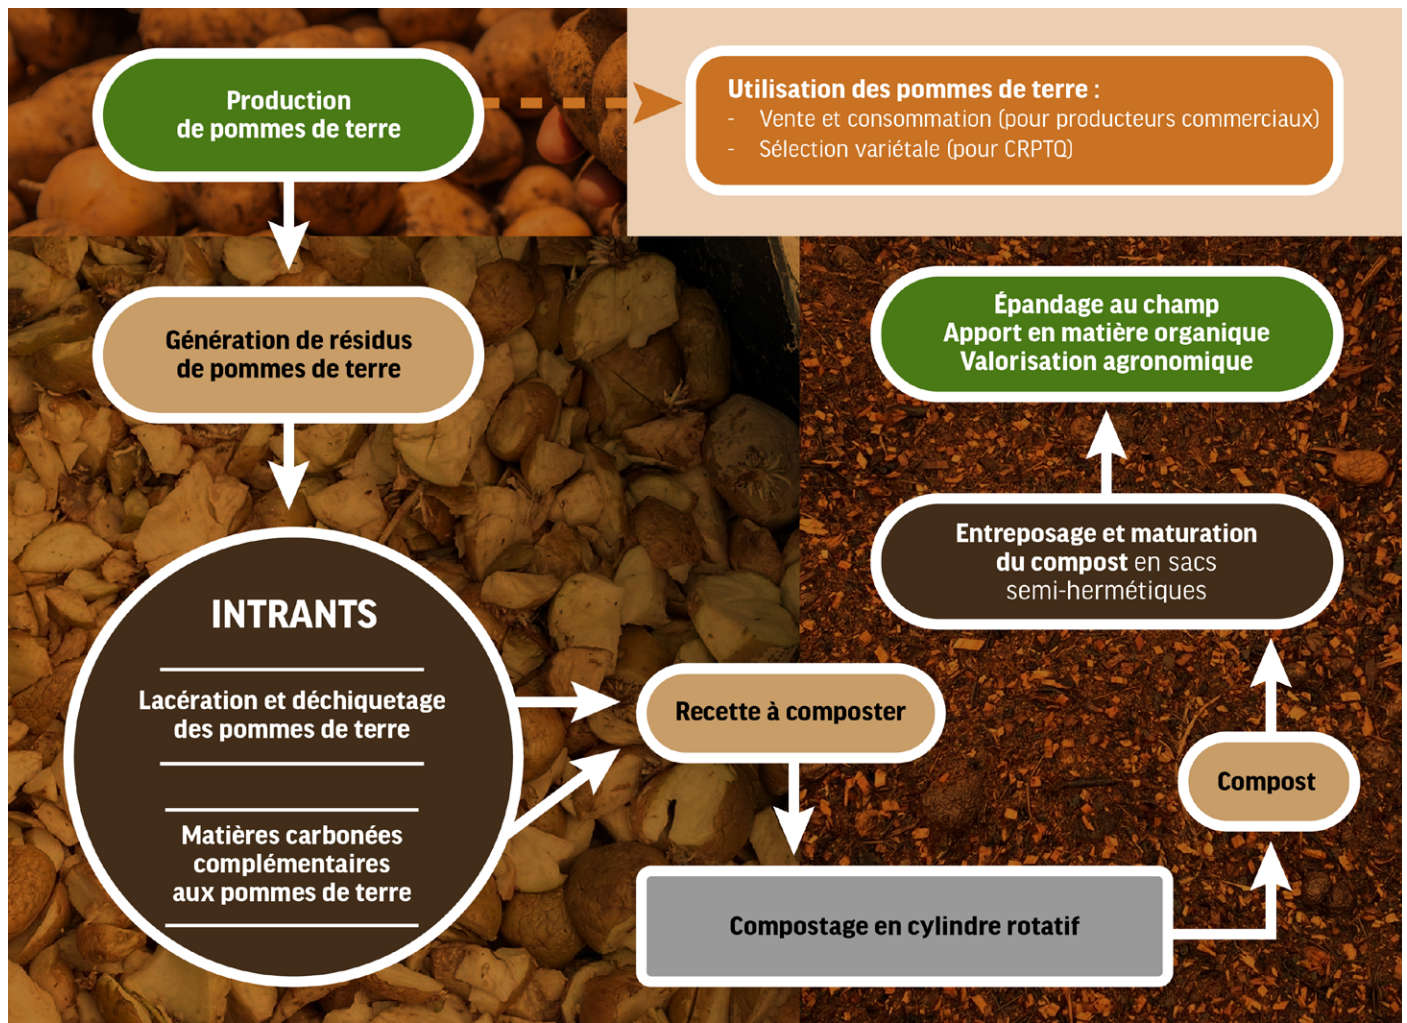 Production
de pommes de terre
Utilisation des pommes de terre :
- Vente et consommation (pour producteurs commerciaux)
- Sélection variétale (pour CRPTQ)
Génération de résidus
de pommes de terre
INTRANTS
Lacération et déchiquetage
des pommes de terre
Matières carbonées
complémentaires
aux pommes de terre
Recette à composter
Compostage en cylindre rotatif
Compost
Entreposage et maturation
du compost en sacs
semi-hermétiques
Épandage au champ
Apport en matière organique
Valorisation agronomique